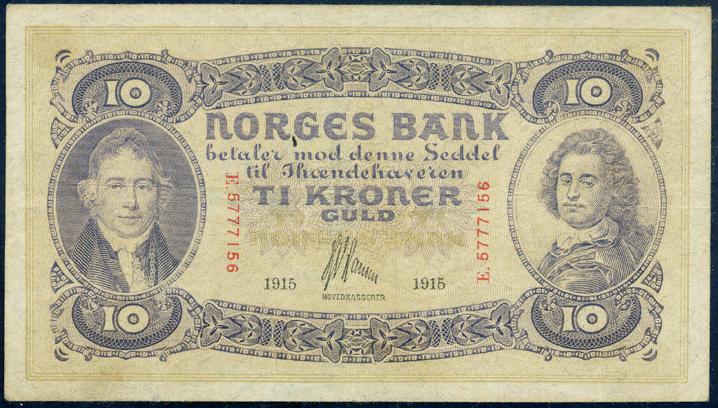 10 10
NORGES BANK
betaler mod denne Seddel
til Ihændehaveren
TI KRONER
GULD
E.5777156
E.5777156
1915 1915
HOVEDKASSERER
10 10